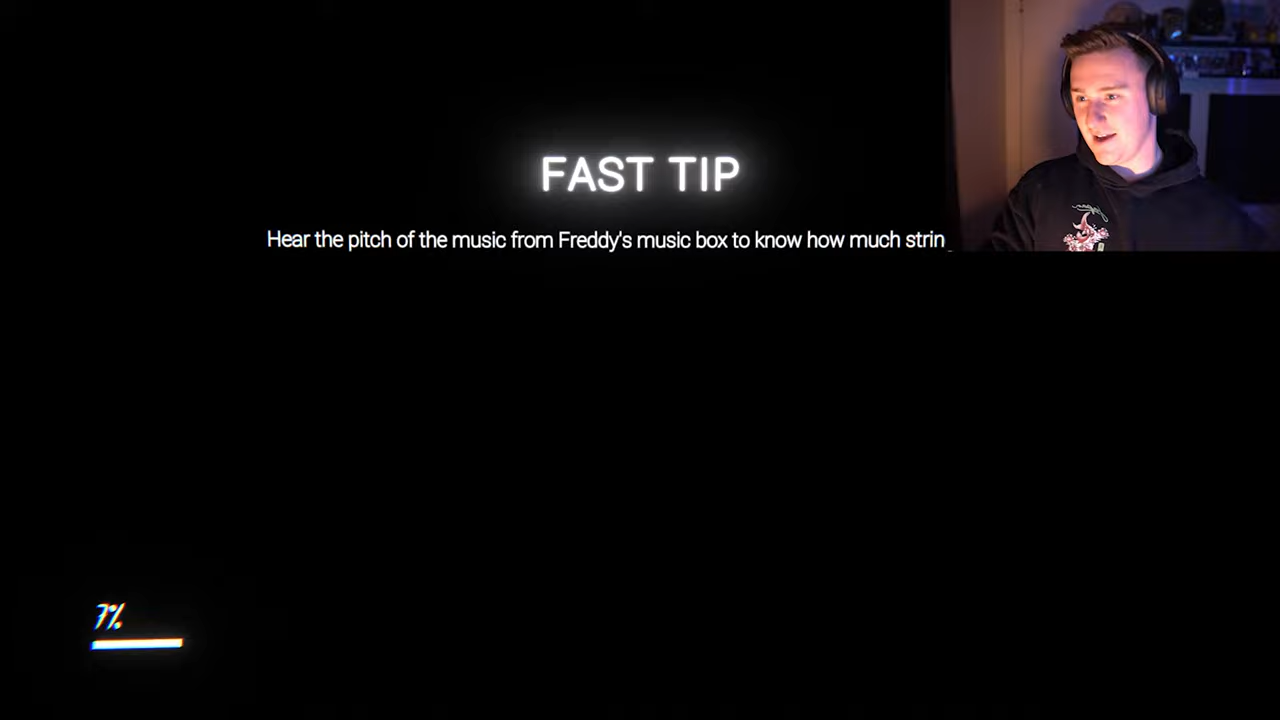 FAST TIP
Hear the pitch of the music from Freddy's music box to know how much strin
7%